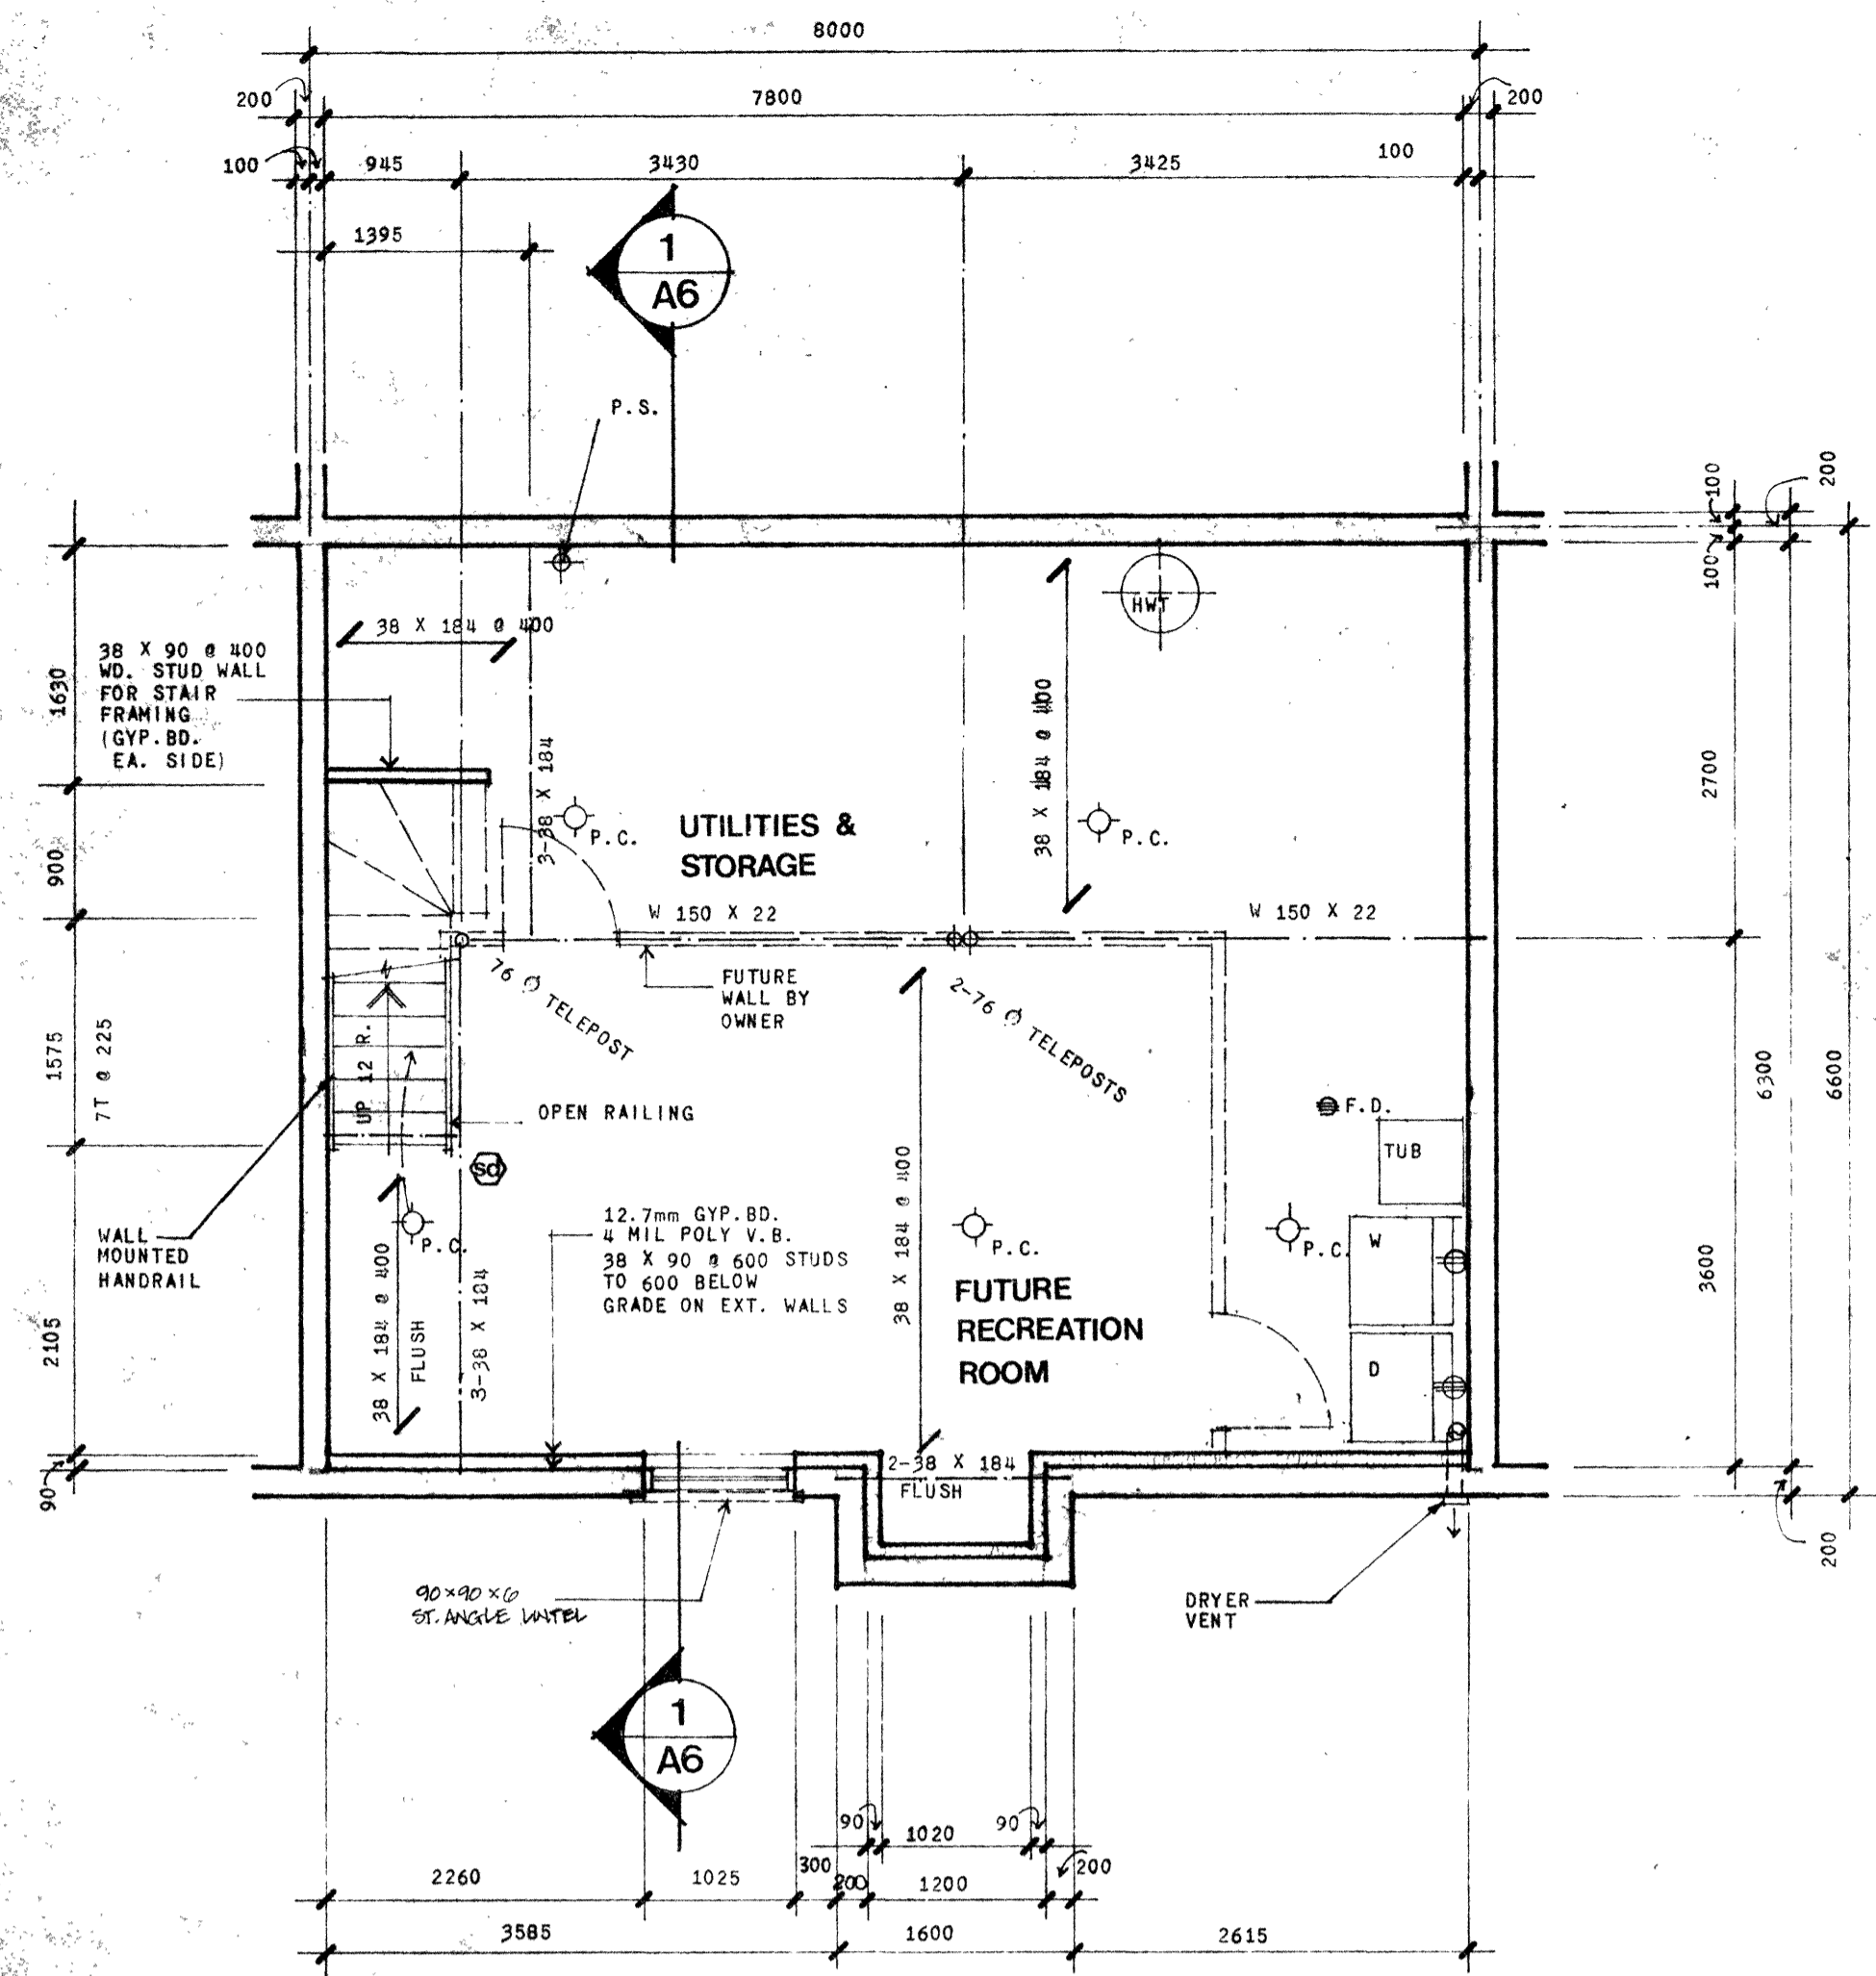 8000
200
7800
200
100
945
3430
3425
100
1395
1
A6
P.S.
100
200
100
HWT
38 X 184 @ 400
38 X 90 @ 400
WD. STUD WALL
FOR STAIR
FRAMING
(GYP.BD.
EA. SIDE)
1630
3-38 X 184
38 X 184 @ 400
2700
P.C.
UTILITIES &
STORAGE
P.C.
900
W 150 X 22
W 150 X 22
76 Ø TELEPOST
FUTURE
WALL BY
OWNER
2-76 Ø TELEPOSTS
1575
7T @ 225
UP 12 R.
OPEN RAILING
6300
6600
F.D.
TUB
sd
38 X 184 @ 400
WALL
MOUNTED
HANDRAIL
P.C.
12.7mm GYP.BD.
4 MIL POLY V.B.
38 X 90 @ 600 STUDS
TO 600 BELOW
GRADE ON EXT. WALLS
P.C.
P.C.
W
3600
38 X 184 @ 400
FLUSH
3-38 X 184
FUTURE
RECREATION
ROOM
D
2105
90
2-38 X 184
FLUSH
200
90×90×6
ST. ANGLE LINTEL
DRYER
VENT
1
A6
90
1020
90
2260
1025
300
200
1200
200
3585
1600
2615